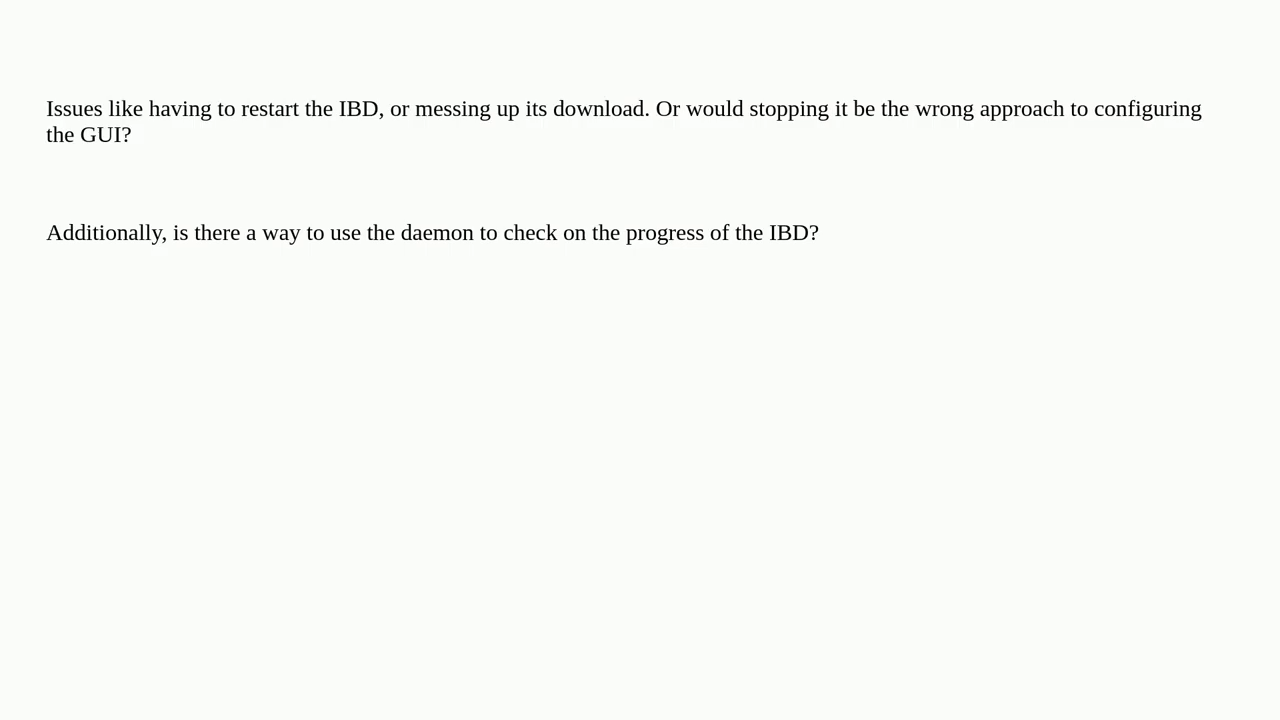 Issues like having to restart the IBD, or messing up its download. Or would stopping it be the wrong approach to configuring
the GUI?
Additionally, is there a way to use the daemon to check on the progress of the IBD?